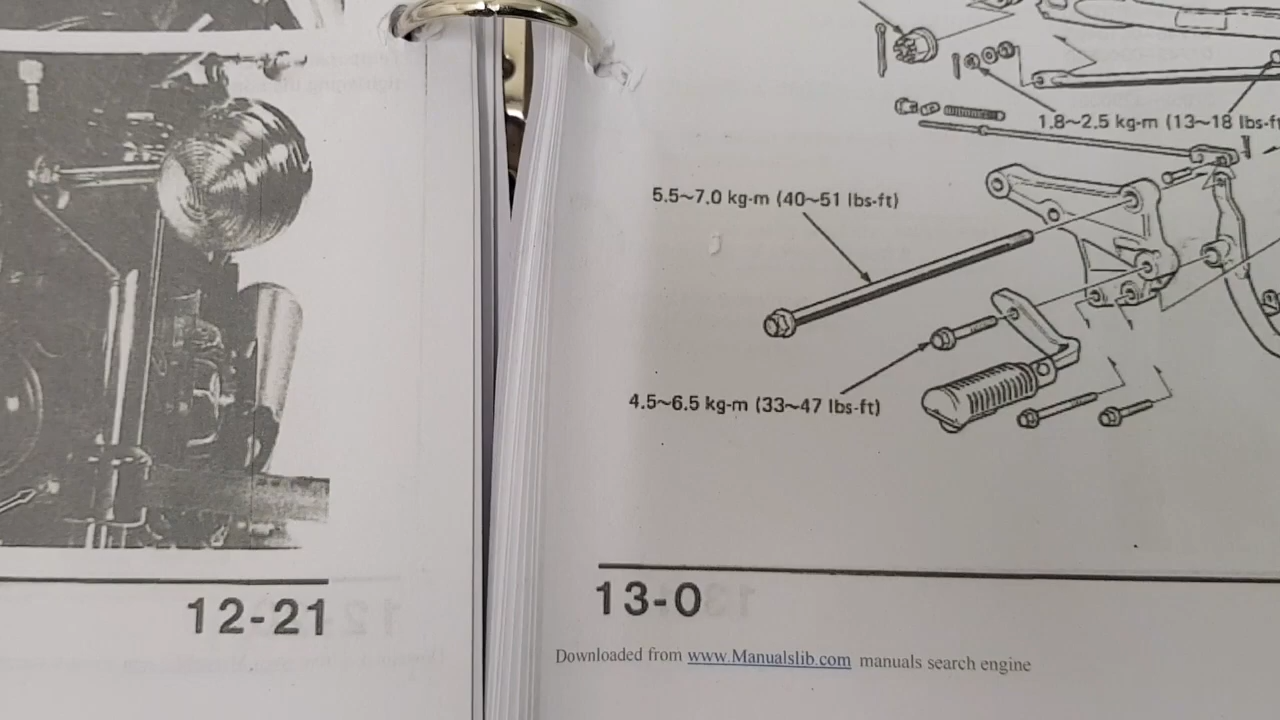 12-21
1.8~2.5 kg-m (13~18 lbs-ft
5.5~7.0 kg-m (40~51 lbs-ft)
4.5~6.5 kg-m (33~47 lbs-ft)
13-0
Downloaded from www.Manualslib.com manuals search engine